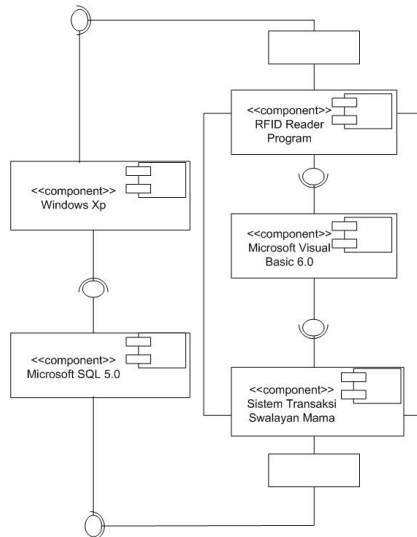 <<component>>
RFID Reader
Program
<<component>>
Windows Xp
<<component>>
Microsoft Visual
Basic 6.0
<<component>>
Microsoft SQL 5.0
<<component>>
Sistem Transaksi
Swalayan Mama